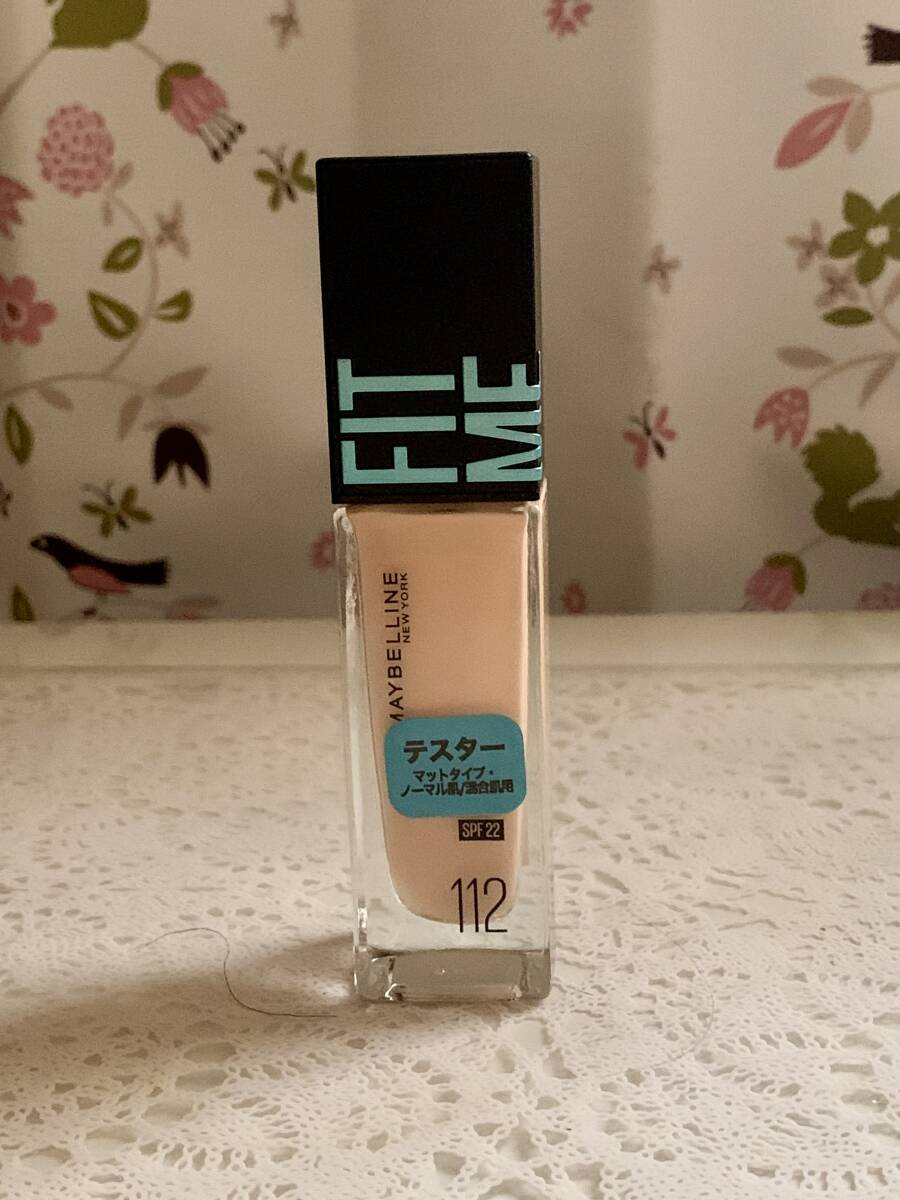 FIT
ME
MAYBELLINE
NEW YORK
テスター
マットタイプ・
ノーマル肌/混合肌用
SPF 22
112